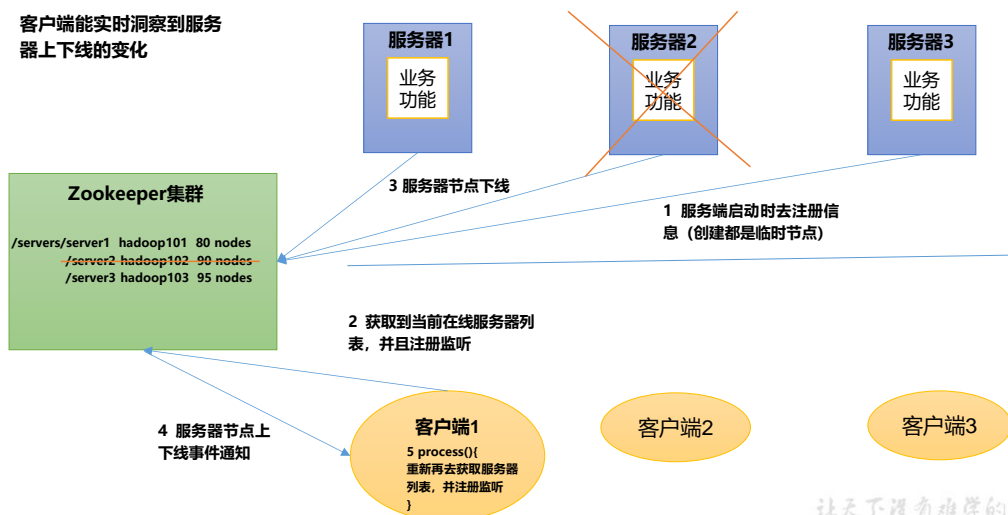 客户端能实时洞察到服务
器上下线的变化
服务器1
业务
功能
服务器2
业务
功能
服务器3
业务
功能
3 服务器节点下线
Zookeeper集群
/servers/server1 hadoop101 80 nodes
/server2 hadoop102 90 nodes
/server3 hadoop103 95 nodes
1 服务端启动时去注册信
息（创建都是临时节点）
2 获取到当前在线服务器列
表，并且注册监听
4 服务器节点上
下线事件通知
客户端1
5 process(){
重新再去获取服务器
列表，并注册监听
}
客户端2
客户端3
让天下没有难学的